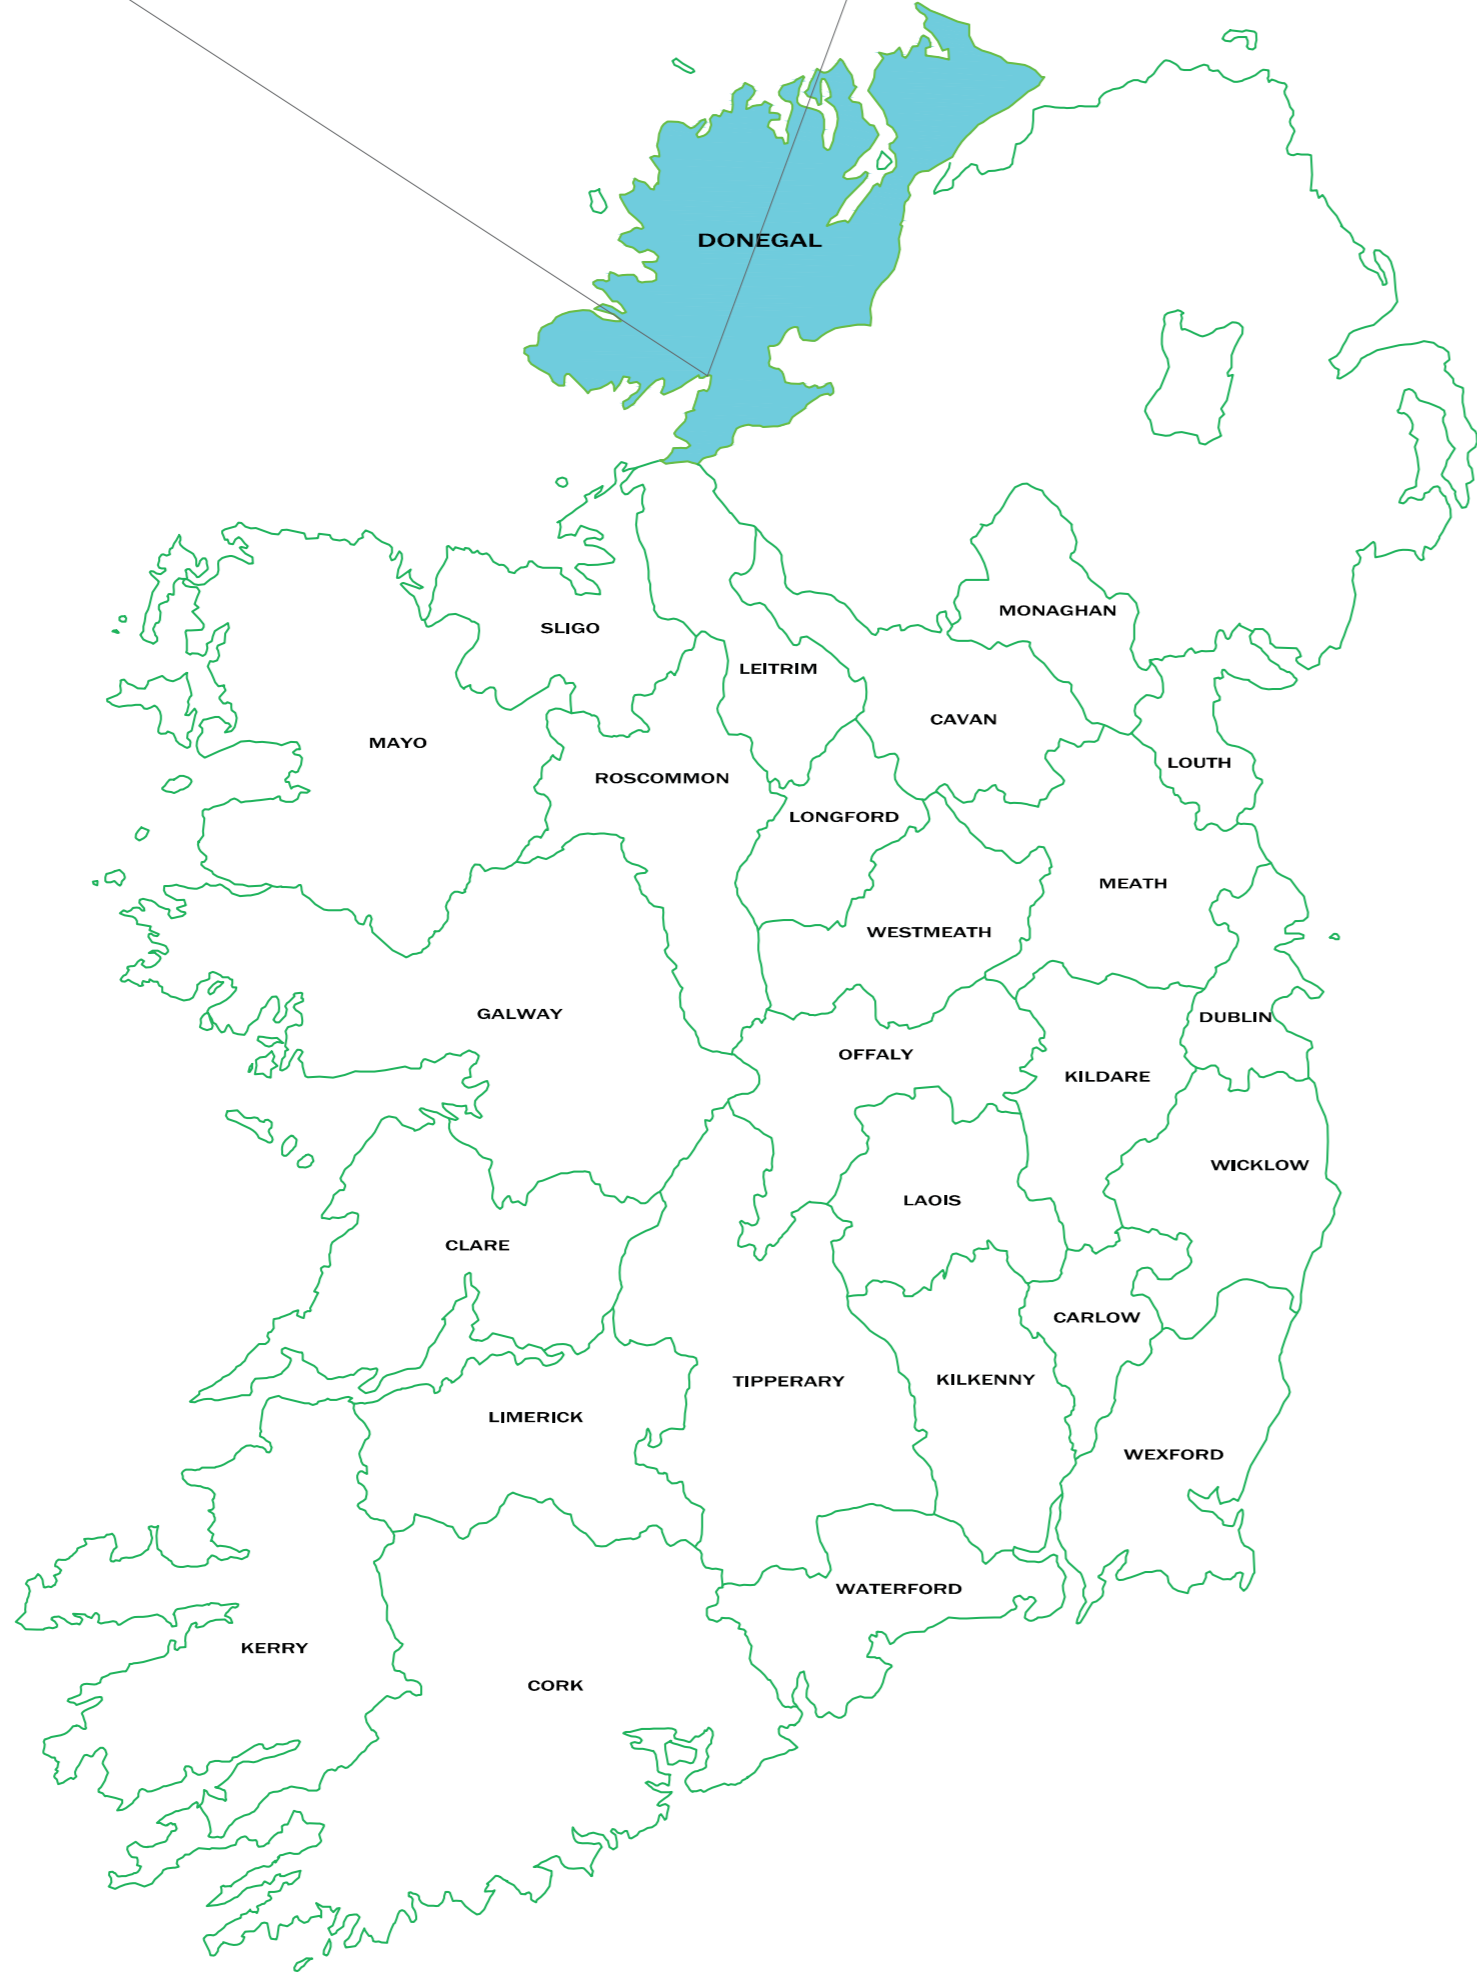 DONEGAL
MONAGHAN
SLIGO
LEITRIM
CAVAN
MAYO
LOUTH
ROSCOMMON
LONGFORD
MEATH
WESTMEATH
GALWAY
DUBLIN
OFFALY
KILDARE
WICKLOW
LAOIS
CLARE
CARLOW
TIPPERARY
KILKENNY
LIMERICK
WEXFORD
WATERFORD
KERRY
CORK